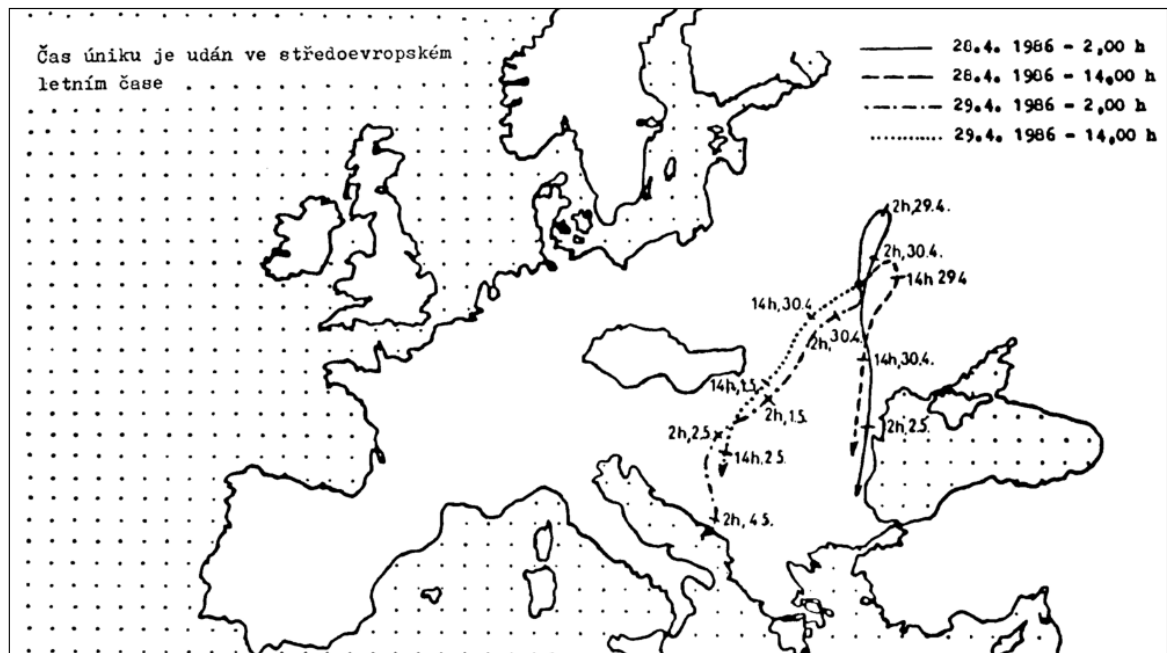 Čas úniku je udán ve středoevropském
letním čase
28.4. 1986 - 2,00 h
28.4. 1986 - 14,00 h
29.4. 1986 - 2,00 h
29.4. 1986 - 14,00 h
2h,29.4.
2h,30.4.
14h 29.4
14h,30.4.
2h,30.4.
14h,30.4.
14h,1.5.
2h,1.5.
2h,2.5.
2h,2.5.
14h,2.5.
2h,4.5.